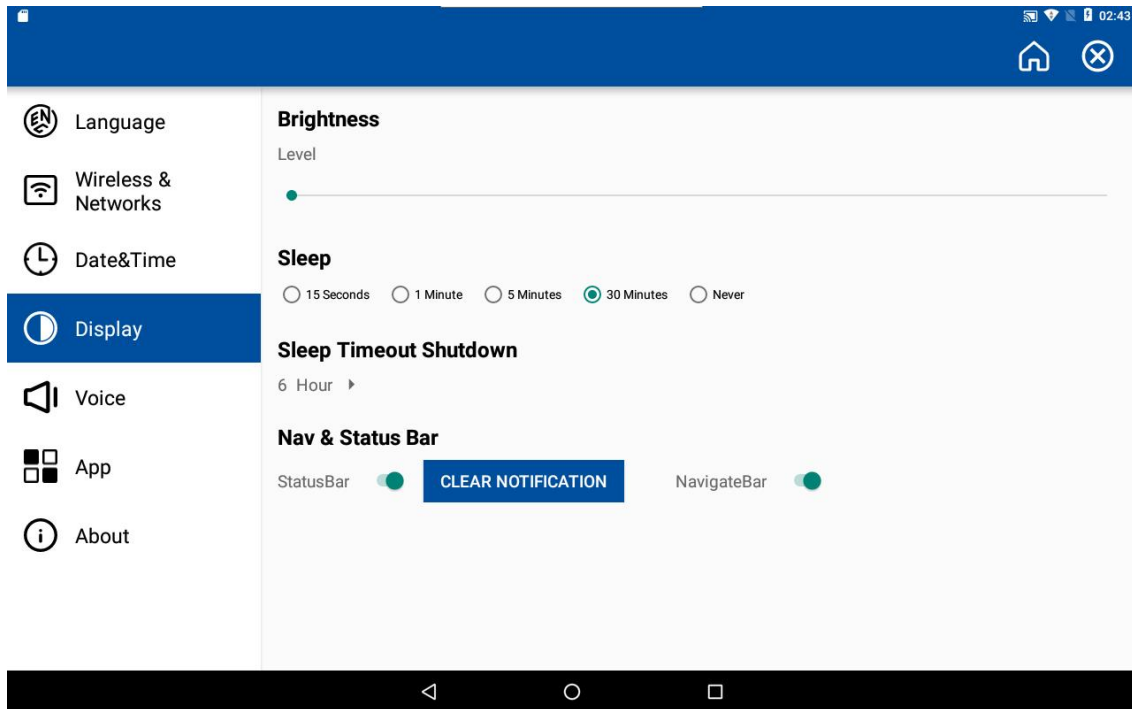 02:43
EN
Language
Brightness
Level
Wireless &
Networks
Date&Time
Sleep
15 Seconds 1 Minute 5 Minutes 30 Minutes Never
Display
Sleep Timeout Shutdown
6 Hour
Voice
Nav & Status Bar
App
StatusBar CLEAR NOTIFICATION NavigateBar
About